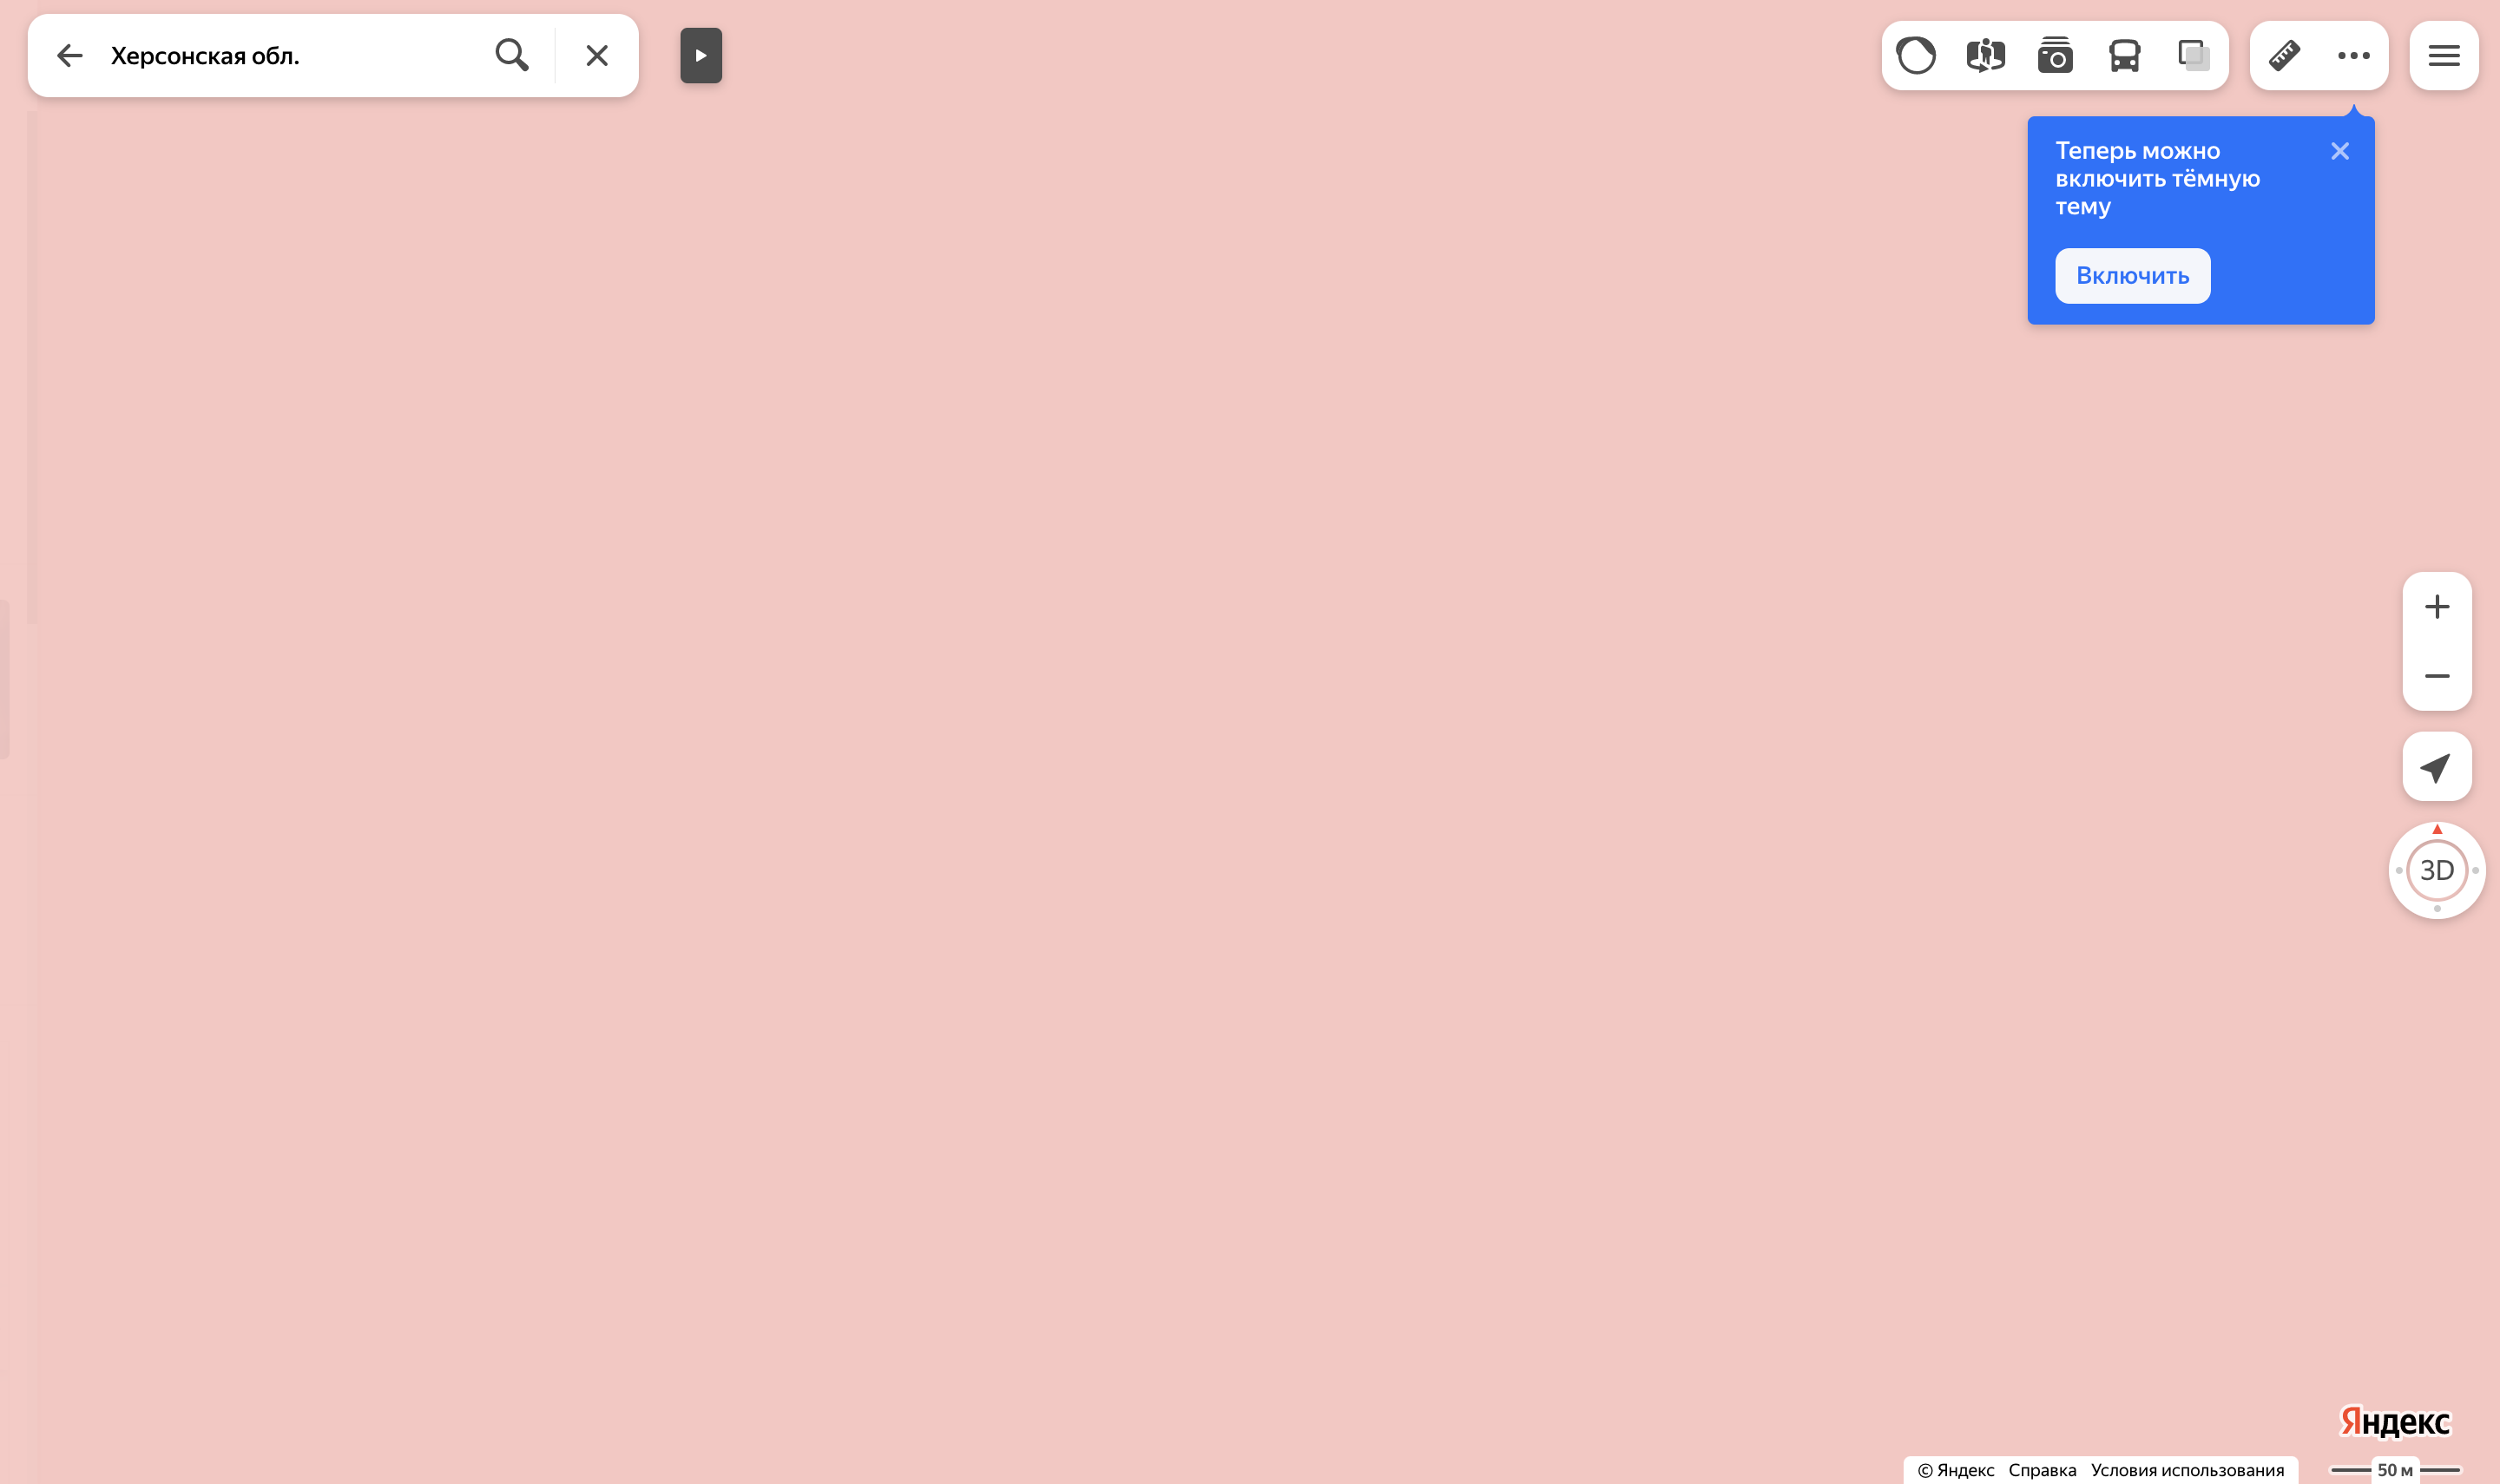 Херсонская обл.
Теперь можно
включить тёмную
тему
Включить
3D
Яндекс
© Яндекс Справка Условия использования
50 м